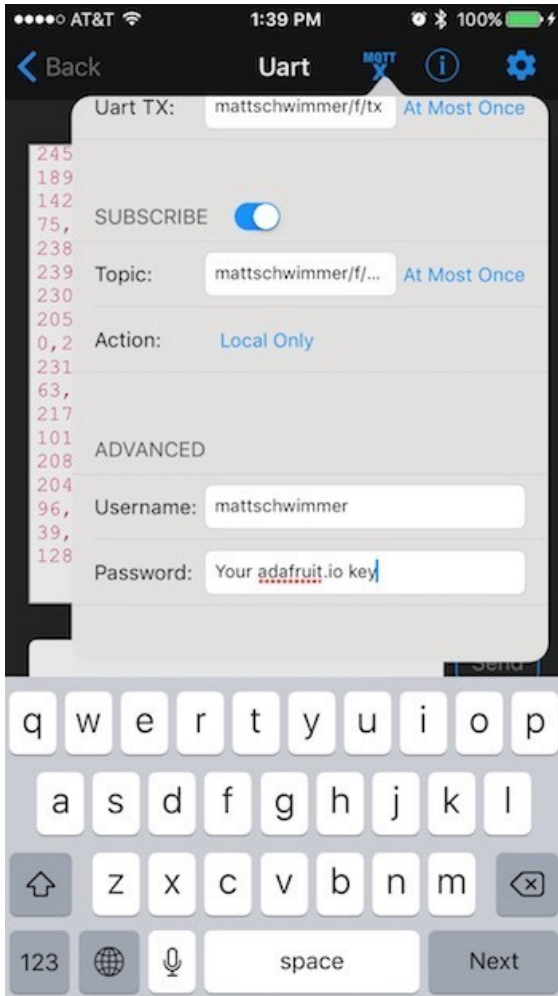 AT&T 1:39 PM 100%
Back Uart MQTT
Uart TX: mattschwimmer/f/tx At Most Once
245
189
142
75,
SUBSCRIBE
238
239
Topic: mattschwimmer/f/... At Most Once
230
205
0,2
Action: Local Only
231
63,
217
101
ADVANCED
208
204
96,
Username: mattschwimmer
39,
128
Password: Your adafruit.io key
Send
q w e r t y u i o p
a s d f g h j k l
z x c v b n m
123 space Next